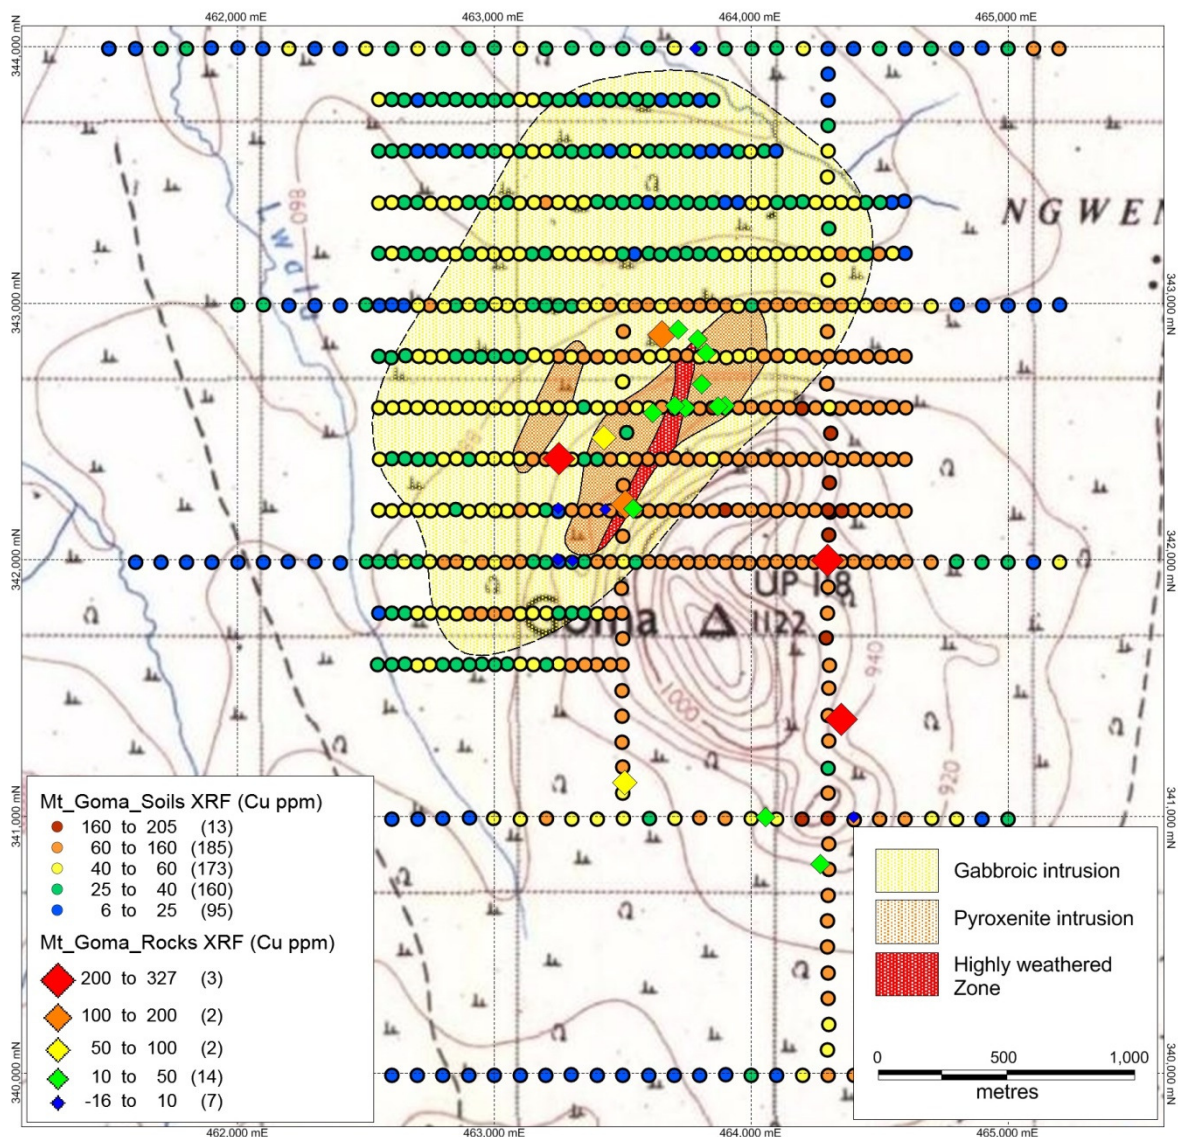 462,000 mE 463,000 mE 464,000 mE 465,000 mE
344,000 mN
860
Lwala
NGWEN
343,000 mN 343,000 mN
342,000 mN 342,000 mN
UP 118
Goma 1122
940
1001
920
341,000 mN 341,000 mN
Mt_Goma_Soils XRF (Cu ppm)
160 to 205 (13)
60 to 160 (185)
40 to 60 (173)
25 to 40 (160)
6 to 25 (95)
Mt_Goma_Rocks XRF (Cu ppm)
200 to 327 (3)
100 to 200 (2)
50 to 100 (2)
10 to 50 (14)
-16 to 10 (7)
Gabbroic intrusion
Pyroxenite intrusion
Highly weathered
Zone
0 500 1,000
metres
340,000 mN 340,000 mN
462,000 mE 463,000 mE 464,000 mE 465,000 mE